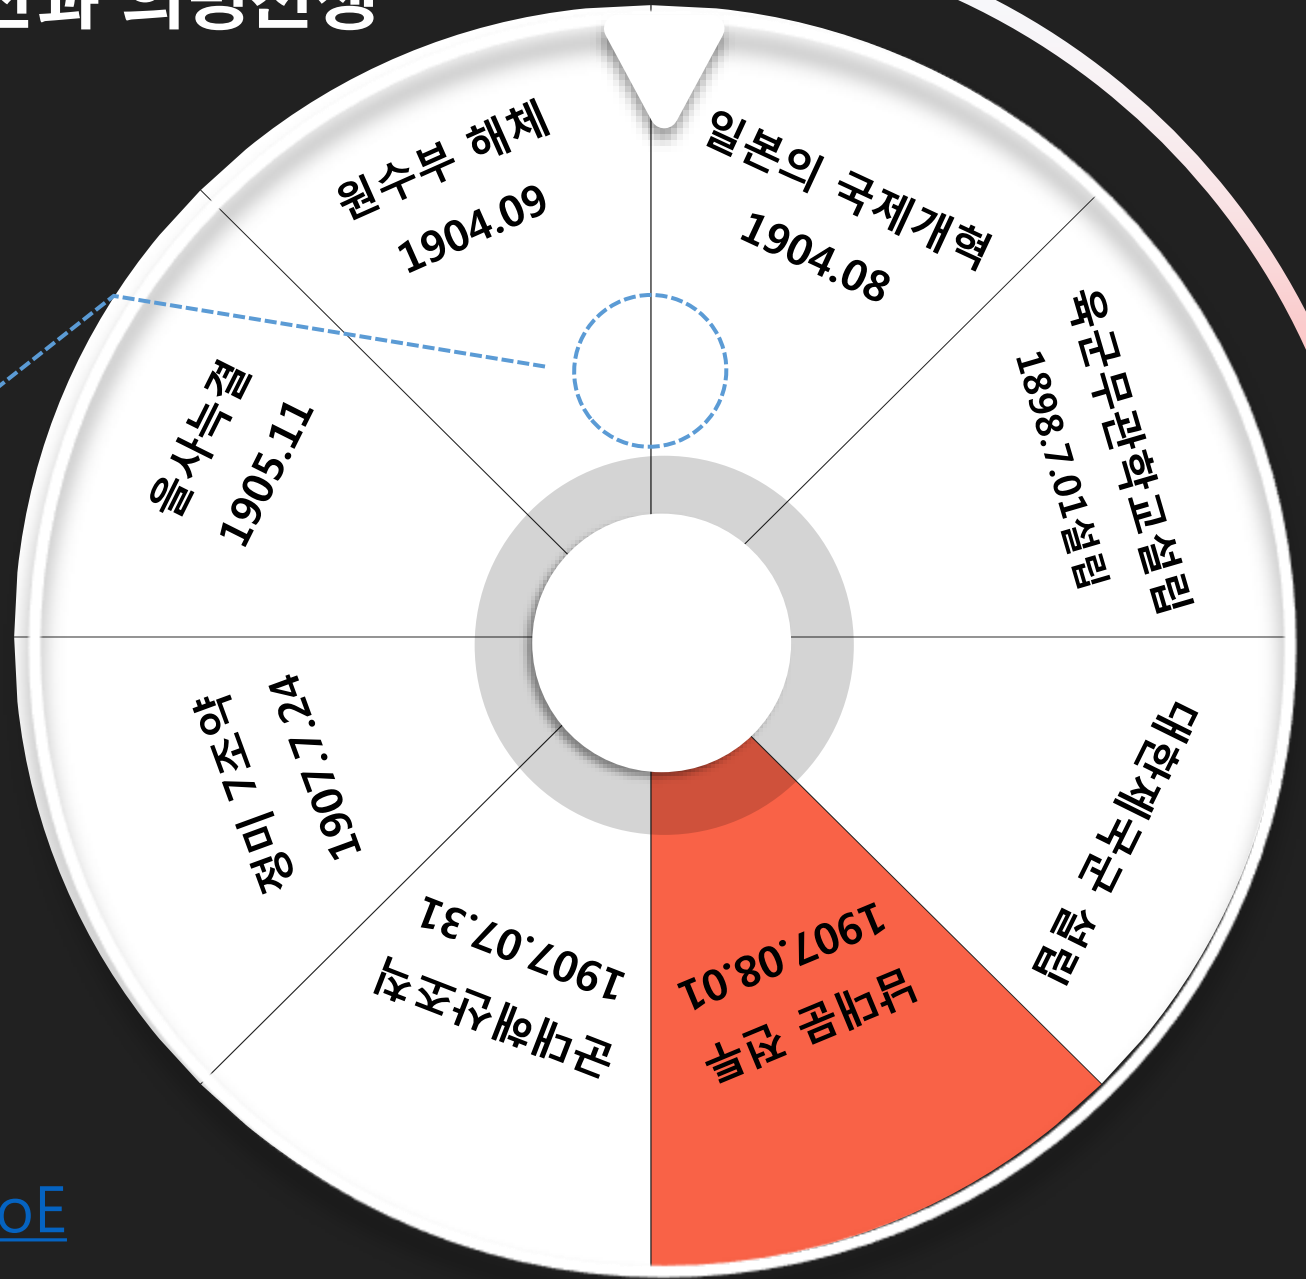 원수부 해체
1904.09
일본의 국제개혁
1904.08
육군무관학교설립
1898.7.01설립
대한제국군 설립
남대문 전투
1907.08.01
군대해산조칙
1907.07.31
정미 7조약
1907.7.24
을사늑결
1905.11
oE